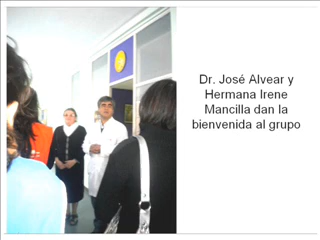 Dr. José Alvear y
Hermana Irene
Mancilla dan la
bienvenida al grupo